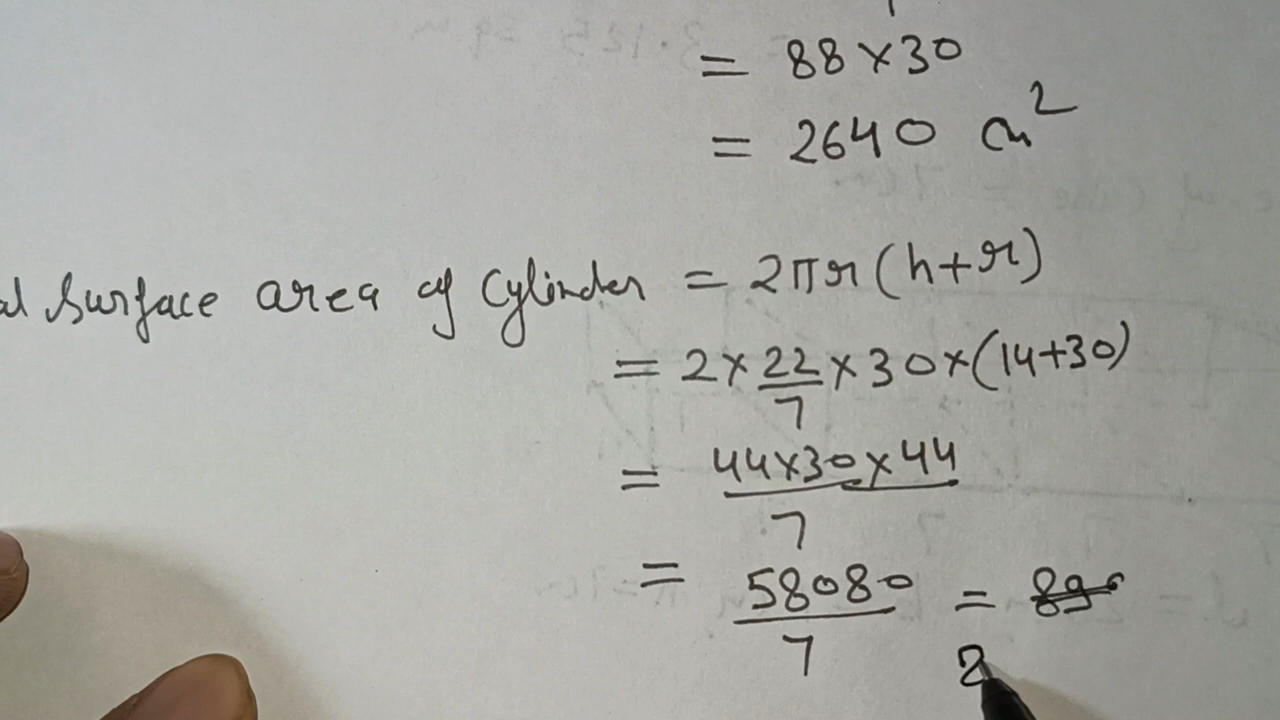 = 88×30
= 2640 cm²
al Surface area of Cylinder = 2πr(h+r)
= 2×22/7×30×(14+30)
= 44×30×44/7
= 58080/7 =